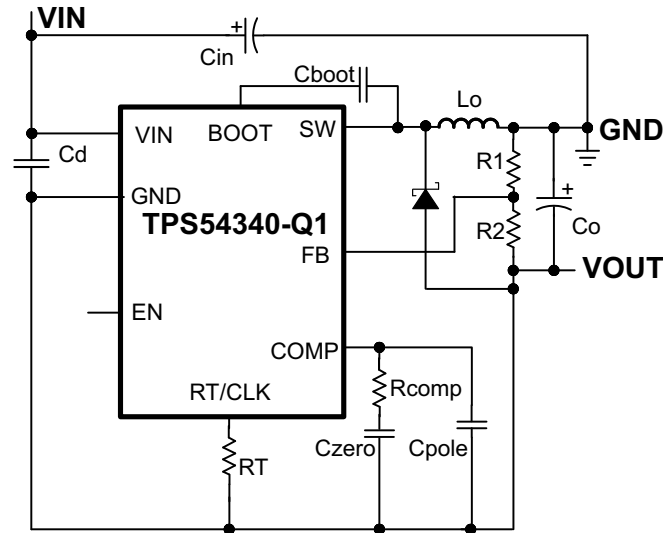 VIN
Cin
Cboot
Lo
GND
VIN
BOOT
SW
Cd
R1
GND
TPS54340-Q1
R2
Co
FB
VOUT
EN
COMP
RT/CLK
Rcomp
RT
Czero
Cpole